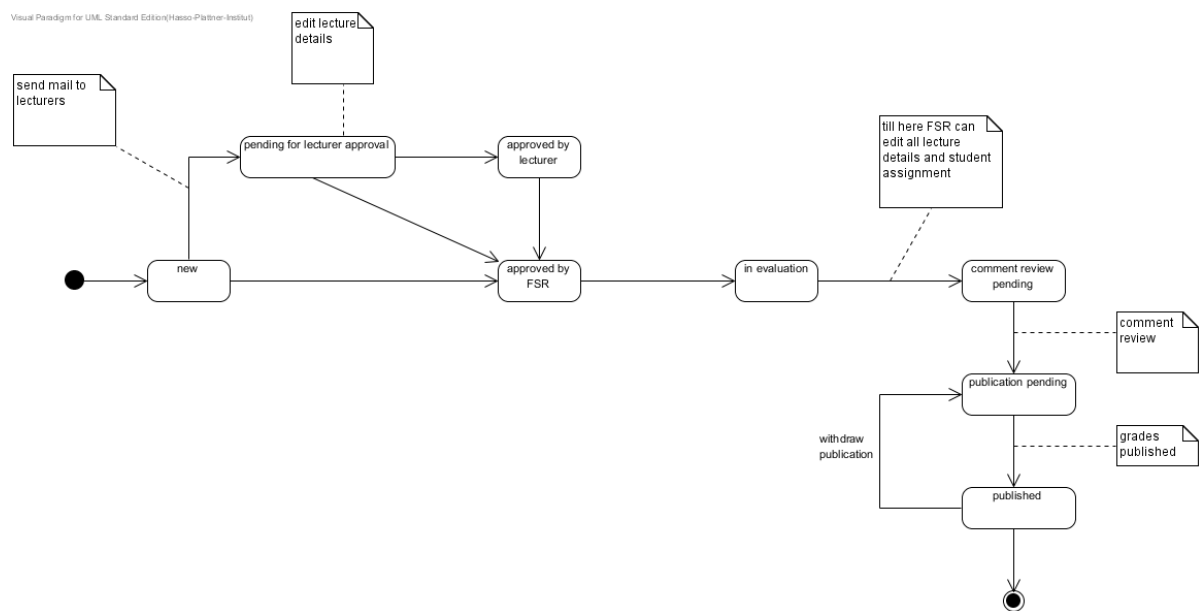 Visual Paradigm for UML Standard Edition(Hasso-Plattner-Institut)
edit lecture
details
send mail to
lecturers
pending for lecturer approval
approved by
lecturer
till here FSR can
edit all lecture
details and student
assignment
new
approved by
FSR
in evaluation
comment review
pending
comment
review
publication pending
withdraw
publication
grades
published
published